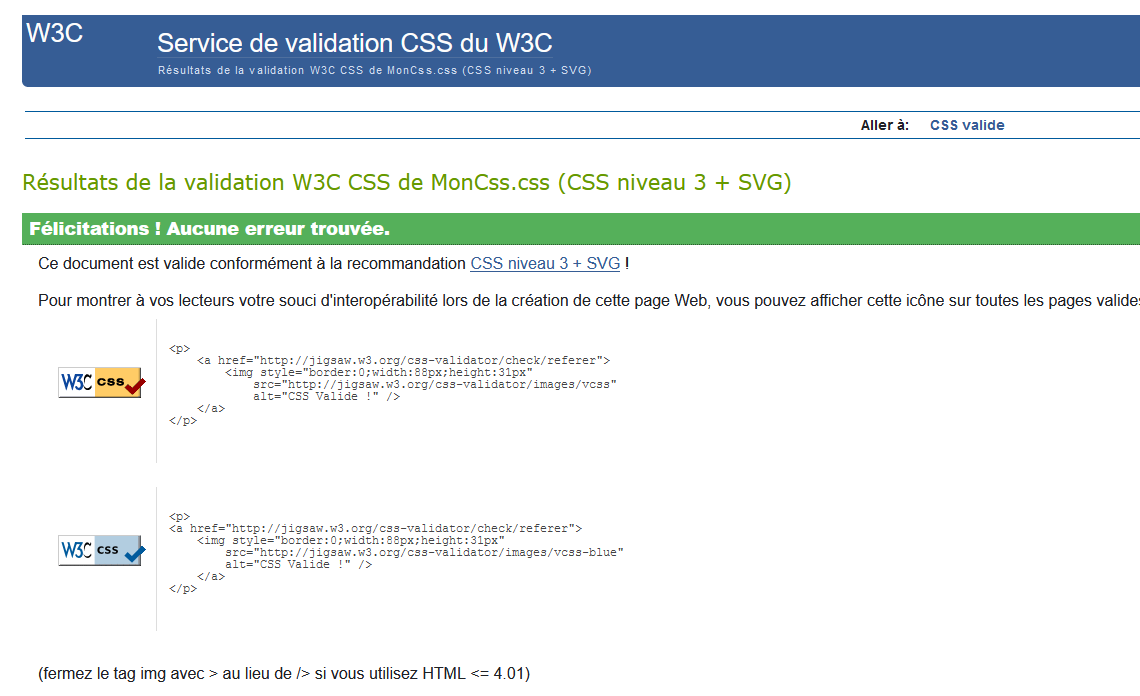 W3C
Service de validation CSS du W3C
Résultats de la validation W3C CSS de MonCss.css (CSS niveau 3 + SVG)
Aller à: CSS valide
Résultats de la validation W3C CSS de MonCss.css (CSS niveau 3 + SVG)
Félicitations ! Aucune erreur trouvée.
Ce document est valide conformément à la recommandation CSS niveau 3 + SVG !
Pour montrer à vos lecteurs votre souci d'interopérabilité lors de la création de cette page Web, vous pouvez afficher cette icône sur toutes les pages valides
W3C css
<p>
<a href="http://jigsaw.w3.org/css-validator/check/referer">
<img style="border:0;width:88px;height:31px"
src="http://jigsaw.w3.org/css-validator/images/vcss"
alt="CSS Valide !" />
</a>
</p>
W3C css
<p>
<a href="http://jigsaw.w3.org/css-validator/check/referer">
<img style="border:0;width:88px;height:31px"
src="http://jigsaw.w3.org/css-validator/images/vcss-blue"
alt="CSS Valide !" />
</a>
</p>
(fermez le tag img avec > au lieu de /> si vous utilisez HTML <= 4.01)